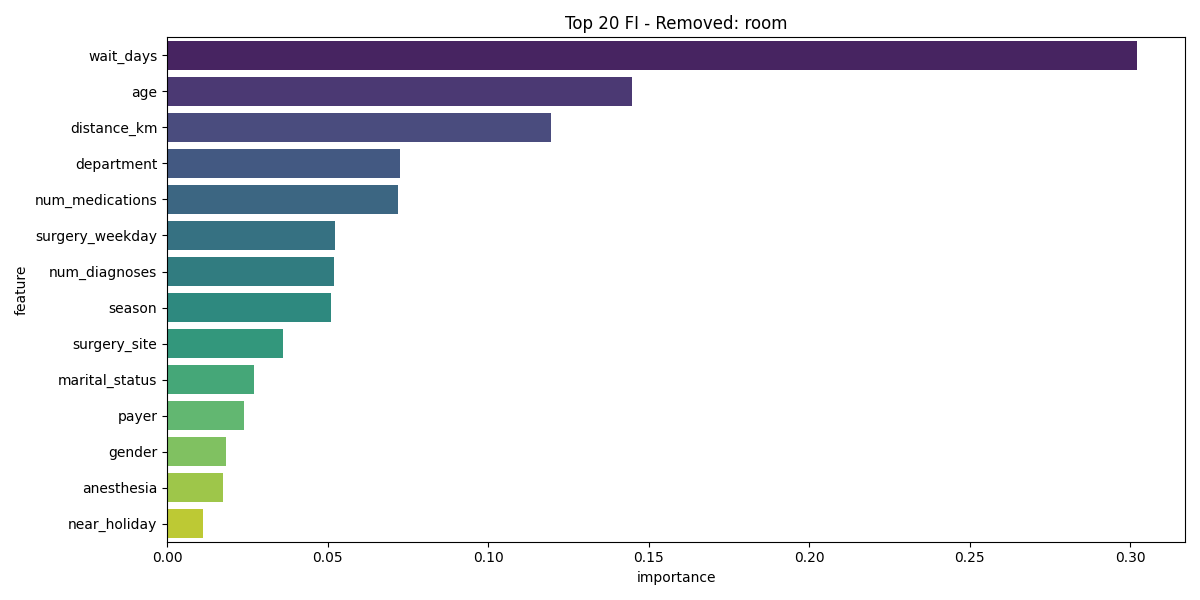 Top 20 FI - Removed: room
wait_days
age
distance_km
department
num_medications
surgery_weekday
num_diagnoses
season
surgery_site
marital_status
payer
gender
anesthesia
near_holiday
feature
0.00 0.05 0.10 0.15 0.20 0.25 0.30
importance